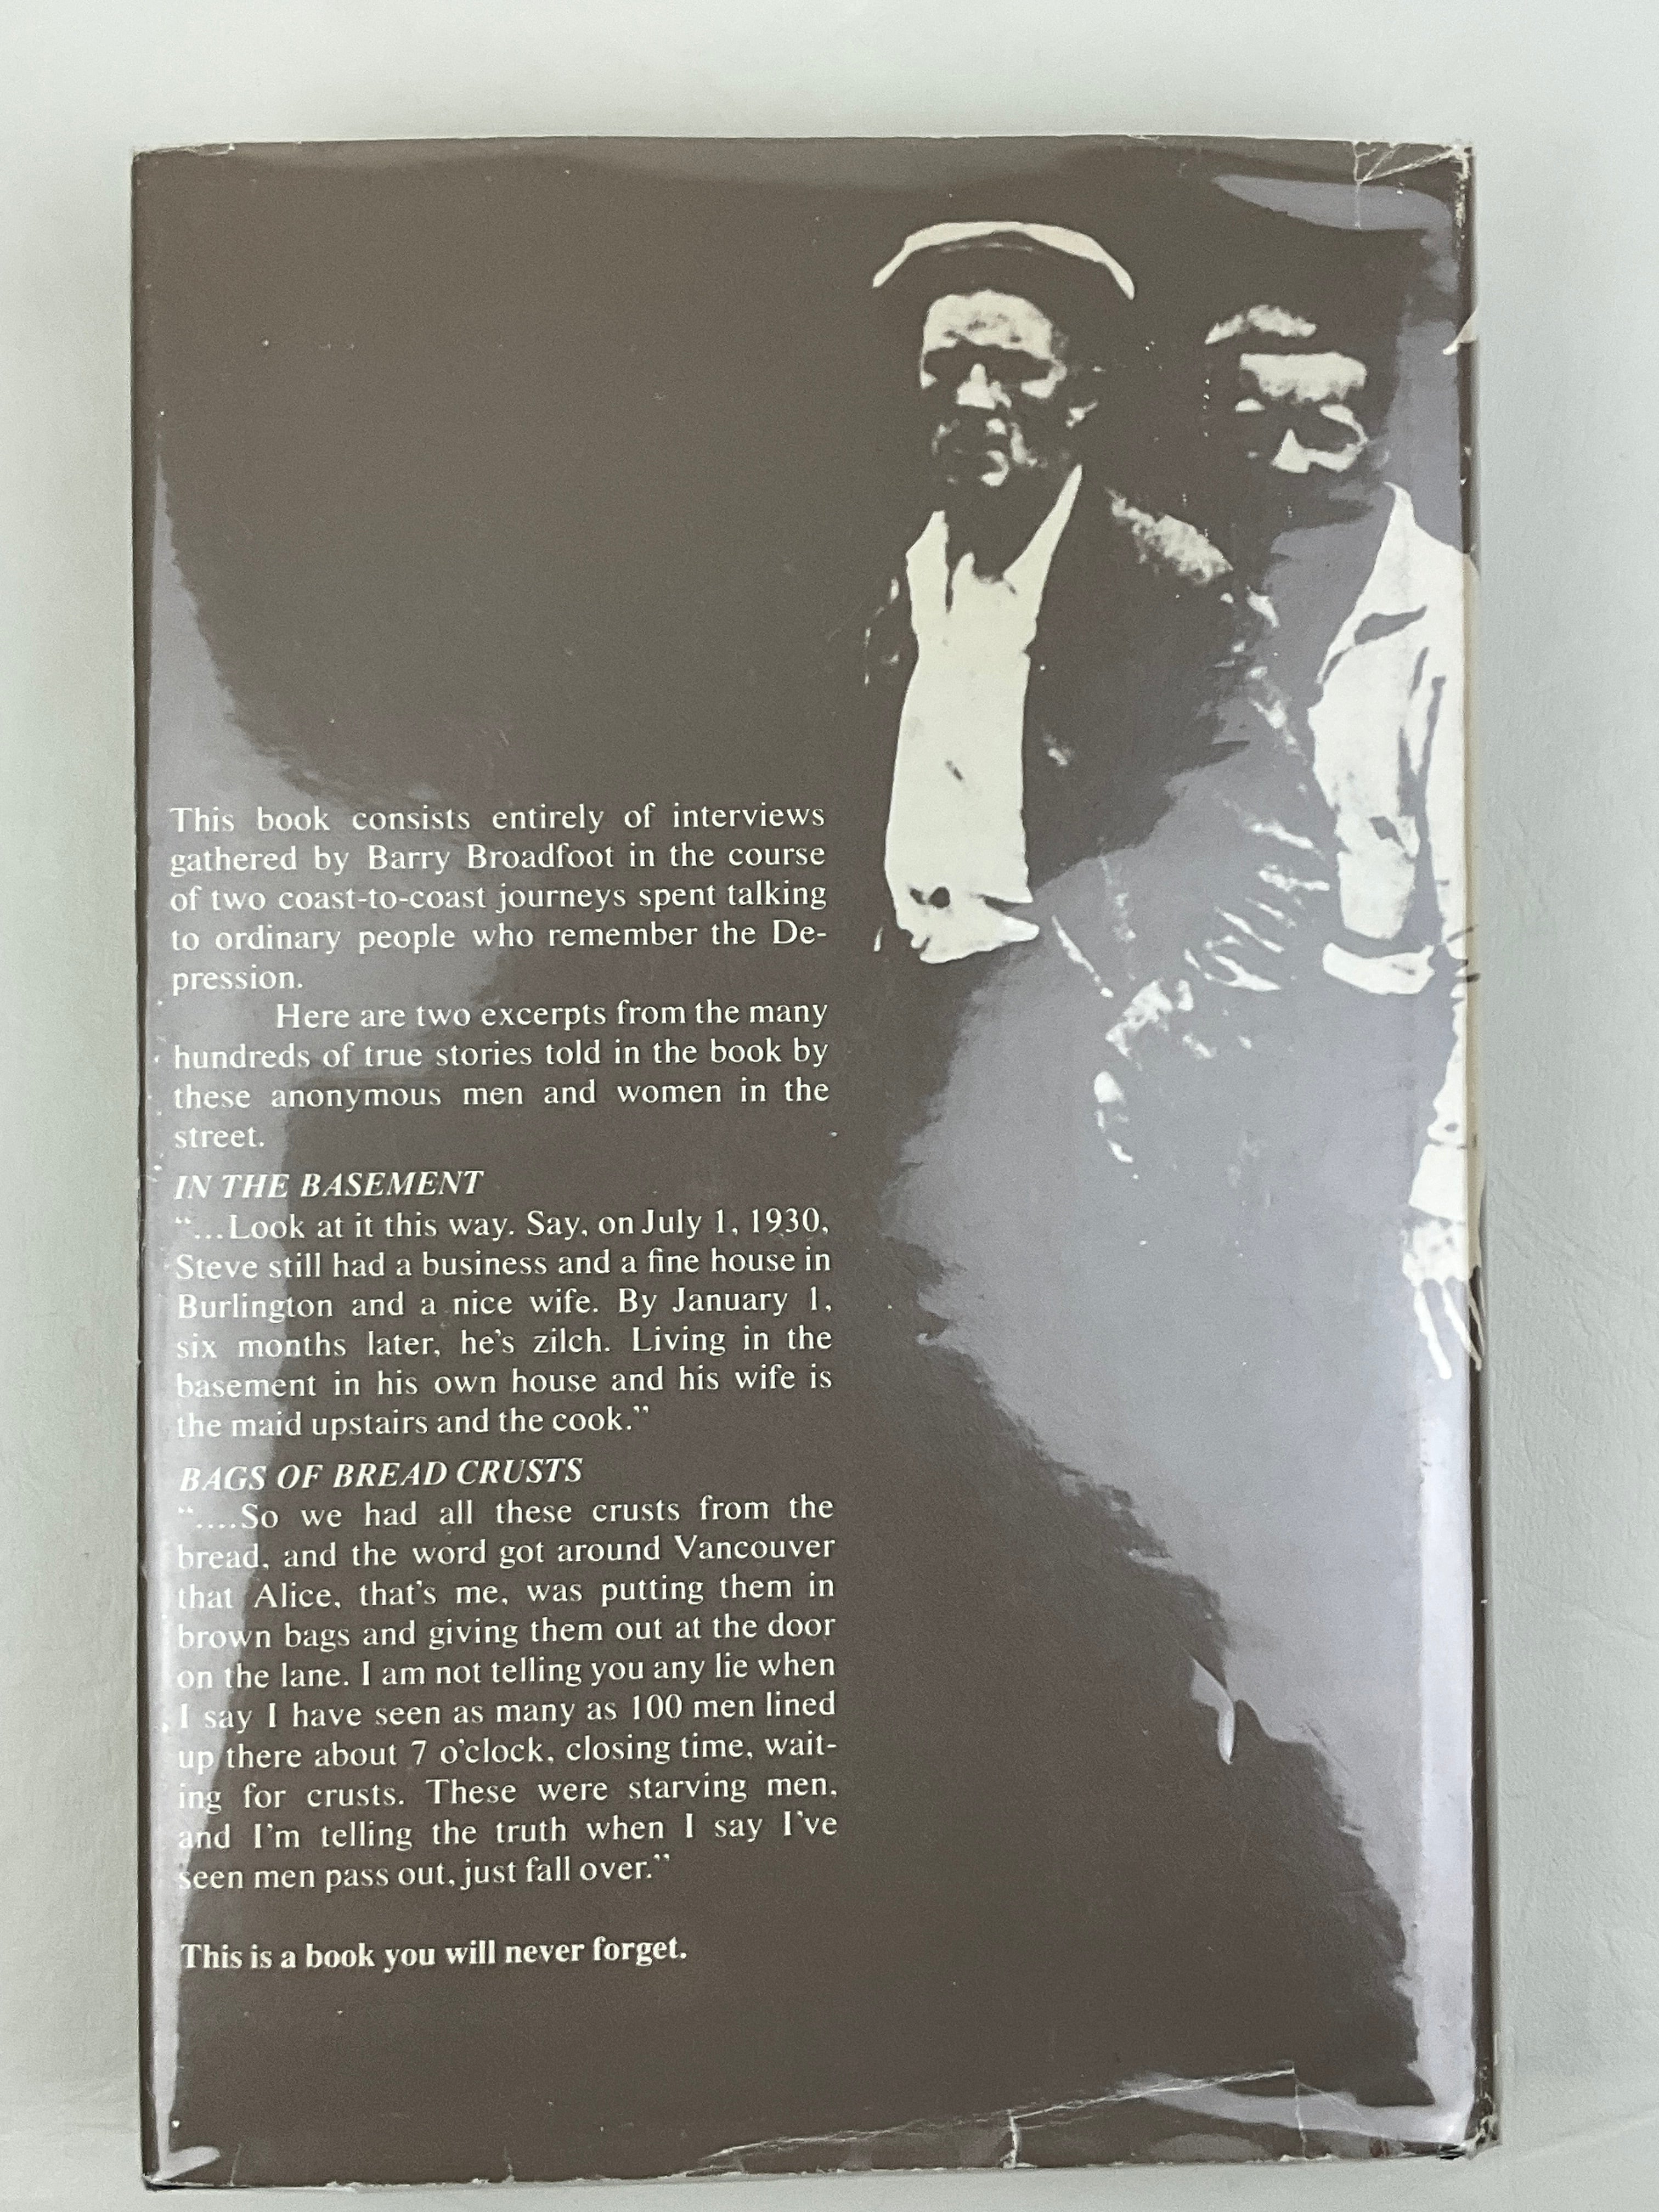 This book consists entirely of interviews
gathered by Barry Broadfoot in the course
of two coast-to-coast journeys spent talking
to ordinary people who remember the De-
pression.
Here are two excerpts from the many
hundreds of true stories told in the book by
these anonymous men and women in the
street.
IN THE BASEMENT
“...Look at it this way. Say, on July 1, 1930,
Steve still had a business and a fine house in
Burlington and a nice wife. By January 1,
six months later, he's zilch. Living in the
basement in his own house and his wife is
the maid upstairs and the cook.”
BAGS OF BREAD CRUSTS
“....So we had all these crusts from the
bread, and the word got around Vancouver
that Alice, that's me, was putting them in
brown bags and giving them out at the door
on the lane. I am not telling you any lie when
I say I have seen as many as 100 men lined
up there about 7 o'clock, closing time, wait-
ing for crusts. These were starving men,
and I'm telling the truth when I say I've
seen men pass out, just fall over.”
This is a book you will never forget.